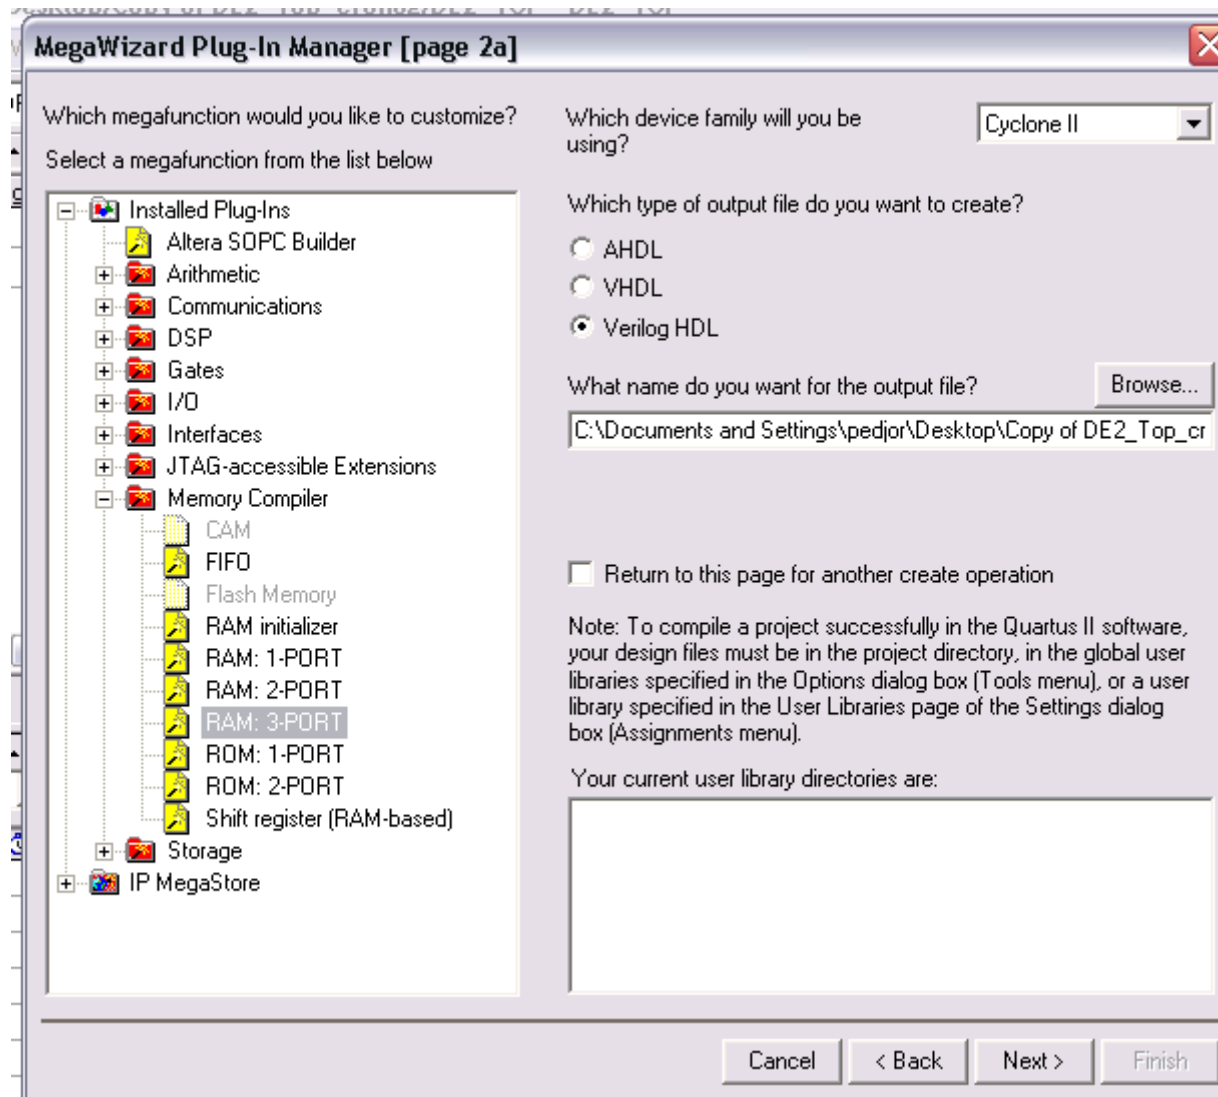 MegaWizard Plug-In Manager [page 2a]
Which megafunction would you like to customize?
Select a megafunction from the list below
Installed Plug-Ins
Altera SOPC Builder
Arithmetic
Communications
DSP
Gates
I/O
Interfaces
JTAG-accessible Extensions
Memory Compiler
CAM
FIFO
Flash Memory
RAM initializer
RAM: 1-PORT
RAM: 2-PORT
RAM: 3-PORT
ROM: 1-PORT
ROM: 2-PORT
Shift register (RAM-based)
Storage
IP MegaStore
Which device family will you be
using?
Cyclone II
Which type of output file do you want to create?
AHDL
VHDL
Verilog HDL
What name do you want for the output file?
Browse...
C:\Documents and Settings\pedjor\Desktop\Copy of DE2_Top_cr
Return to this page for another create operation
Note: To compile a project successfully in the Quartus II software,
your design files must be in the project directory, in the global user
libraries specified in the Options dialog box (Tools menu), or a user
library specified in the User Libraries page of the Settings dialog
box (Assignments menu).
Your current user library directories are:
Cancel
< Back
Next >
Finish